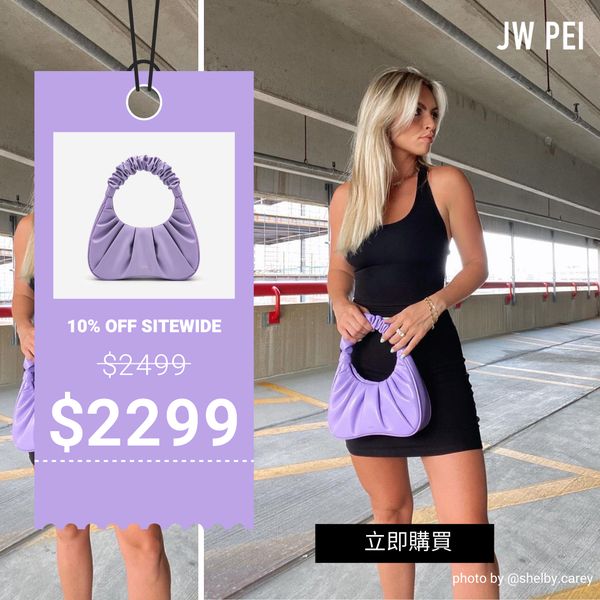 JW PEI
10% OFF SITEWIDE
$2499
$2299
立即購買
photo by @shelby.carey